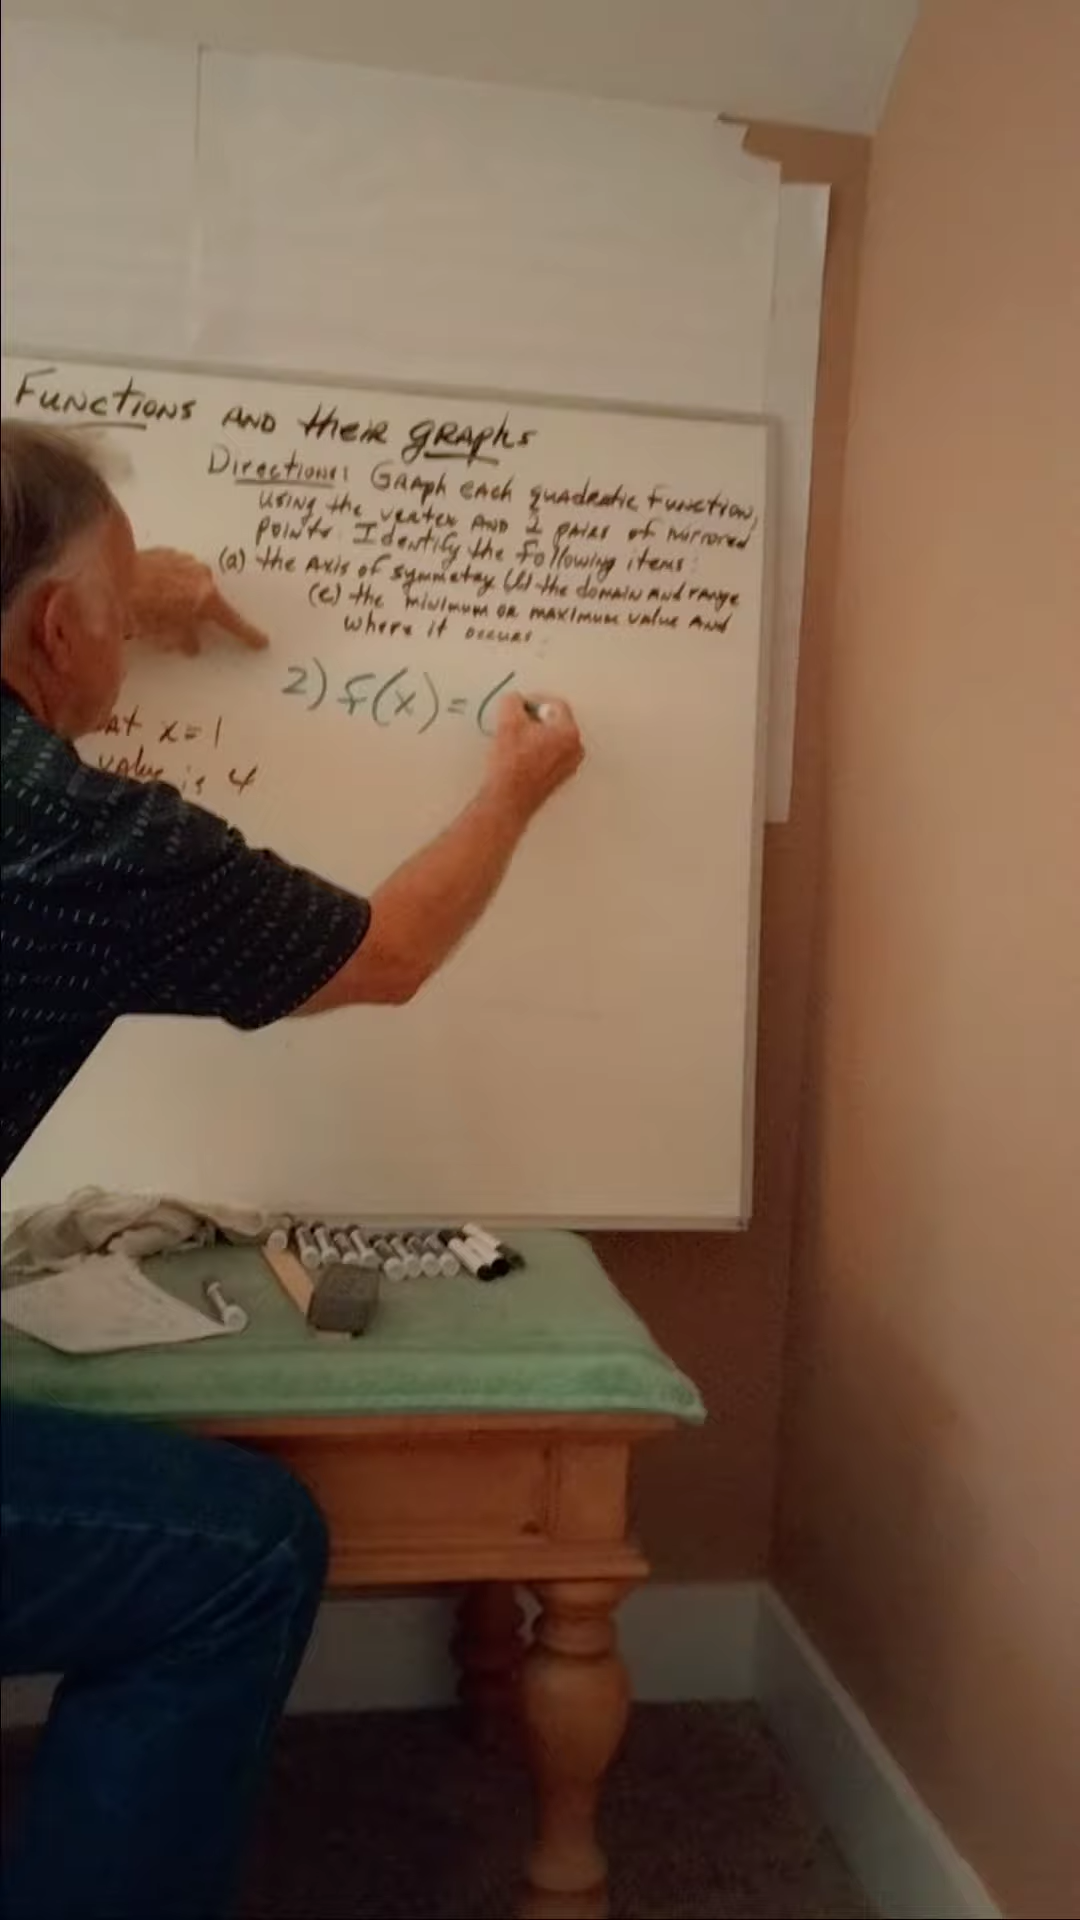 Functions AND their graphs
Directions: Graph each quadratic function,
using the vertex AND 2 pairs of mirrored
points. Identify the following items:
(a) the axis of symmetry (b) the domain and range
(c) the minimum or maximum value and
where it occurs:
2) f(x) = (
at x = 1
value is 4